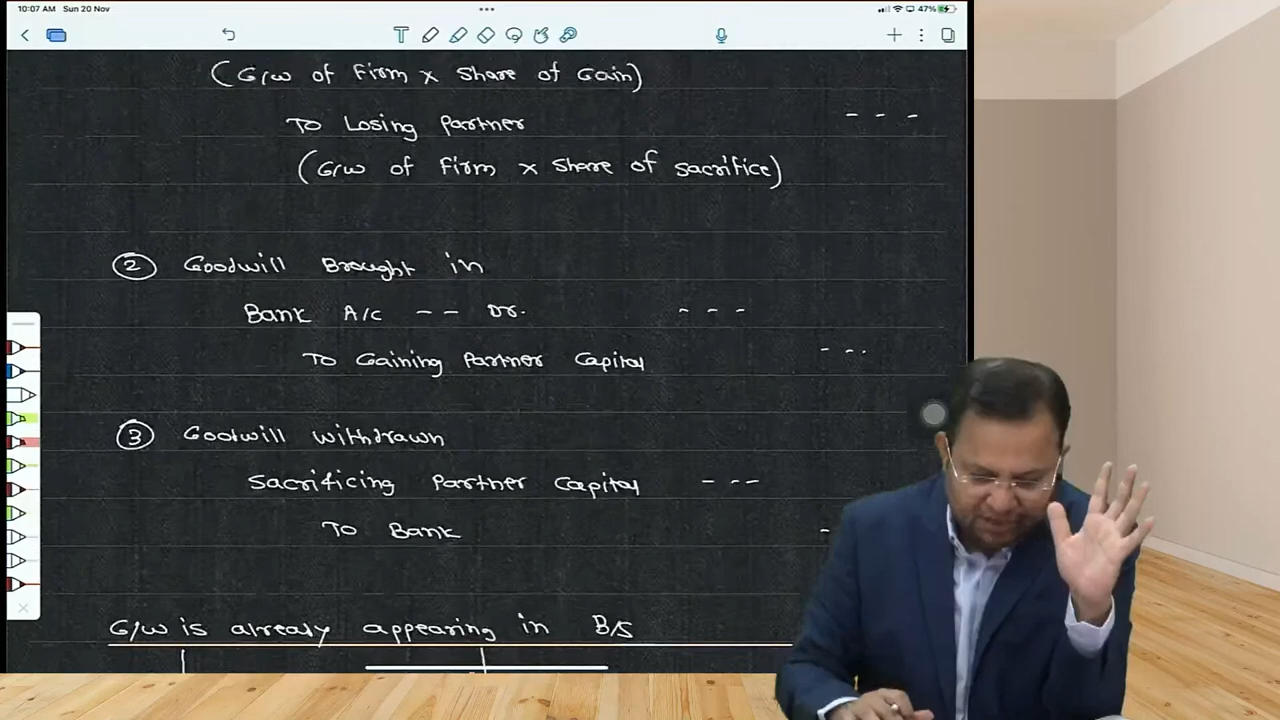 10:07 AM Sun 20 Nov
47%
(G/w of Firm x Share of Gain)
To Losing Partner - - -
(G/w of Firm x Share of sacrifice)
② Goodwill Brought in
Bank A/c - - Dr. - - -
To Gaining Partner Capital - - -
③ Goodwill withdrawn
Sacrificing Partner Capital - - -
To Bank -
G/w is already appearing in B/S